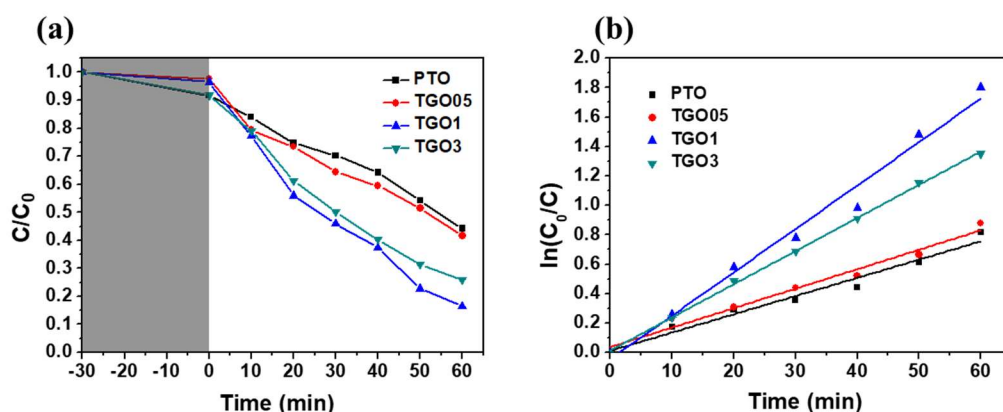 (a)
1.0
0.9
0.8
0.7
0.6
0.5
0.4
0.3
0.2
0.1
0.0
C/C0
PTO
TGO05
TGO1
TGO3
-30 -20 -10 0 10 20 30 40 50 60
Time (min)
(b)
2.0
1.8
1.6
1.4
1.2
1.0
0.8
0.6
0.4
0.2
0.0
ln(C0/C)
PTO
TGO05
TGO1
TGO3
0 10 20 30 40 50 60
Time (min)